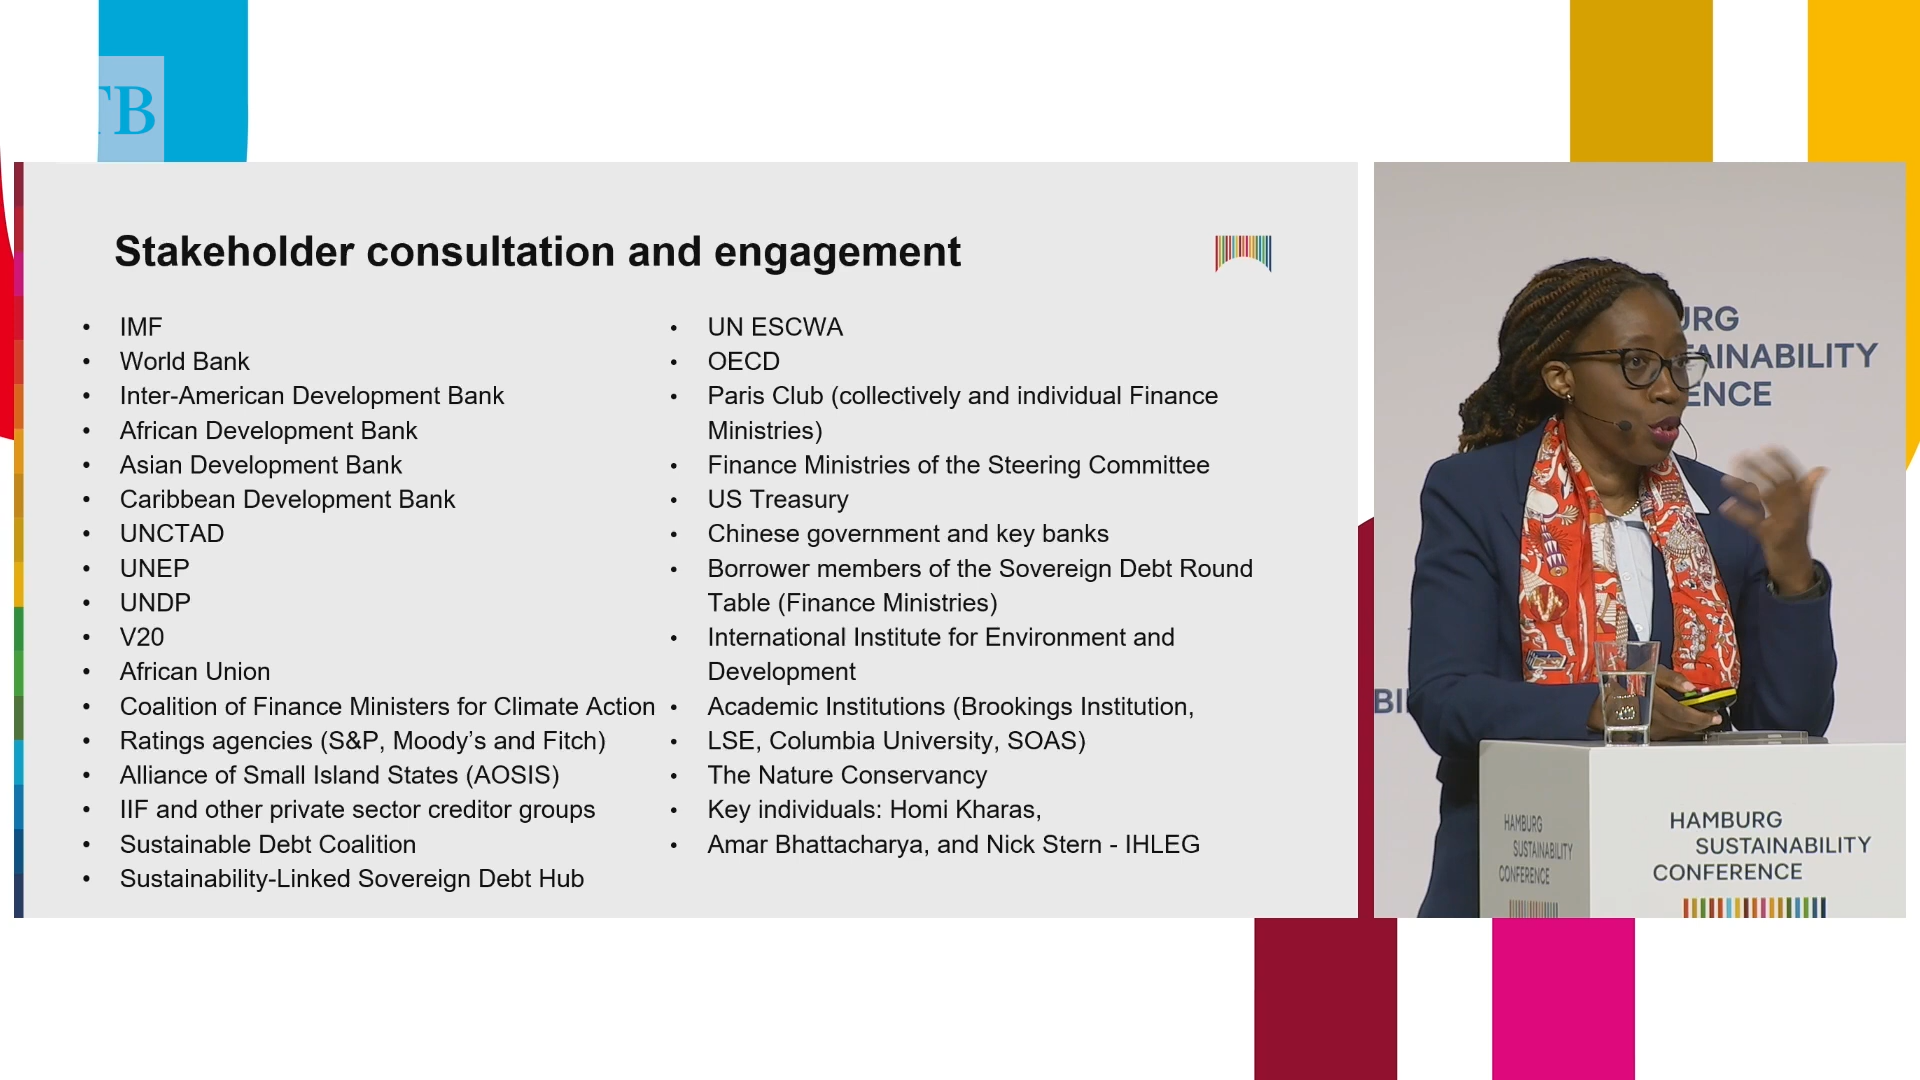 TB
Stakeholder consultation and engagement
IMF
World Bank
Inter-American Development Bank
African Development Bank
Asian Development Bank
Caribbean Development Bank
UNCTAD
UNEP
UNDP
V20
African Union
Coalition of Finance Ministers for Climate Action
Ratings agencies (S&P, Moody’s and Fitch)
Alliance of Small Island States (AOSIS)
IIF and other private sector creditor groups
Sustainable Debt Coalition
Sustainability-Linked Sovereign Debt Hub
UN ESCWA
OECD
Paris Club (collectively and individual Finance
Ministries)
Finance Ministries of the Steering Committee
US Treasury
Chinese government and key banks
Borrower members of the Sovereign Debt Round
Table (Finance Ministries)
International Institute for Environment and
Development
Academic Institutions (Brookings Institution,
LSE, Columbia University, SOAS)
The Nature Conservancy
Key individuals: Homi Kharas,
Amar Bhattacharya, and Nick Stern - IHLEG
URG
TAINABILITY
ENCE
BI
HAMBURG
SUSTAINABILITY
CONFERENCE
HAMBURG
SUSTAINABILITY
CONFERENCE